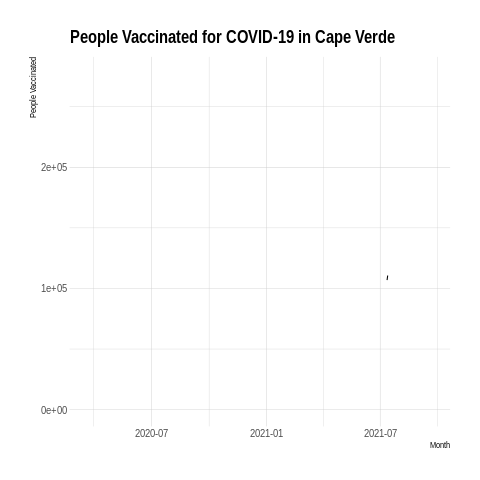 People Vaccinated for COVID-19 in Cape Verde
People Vaccinated
2e+05
1e+05
0e+00
2020-07 2021-01 2021-07
Month